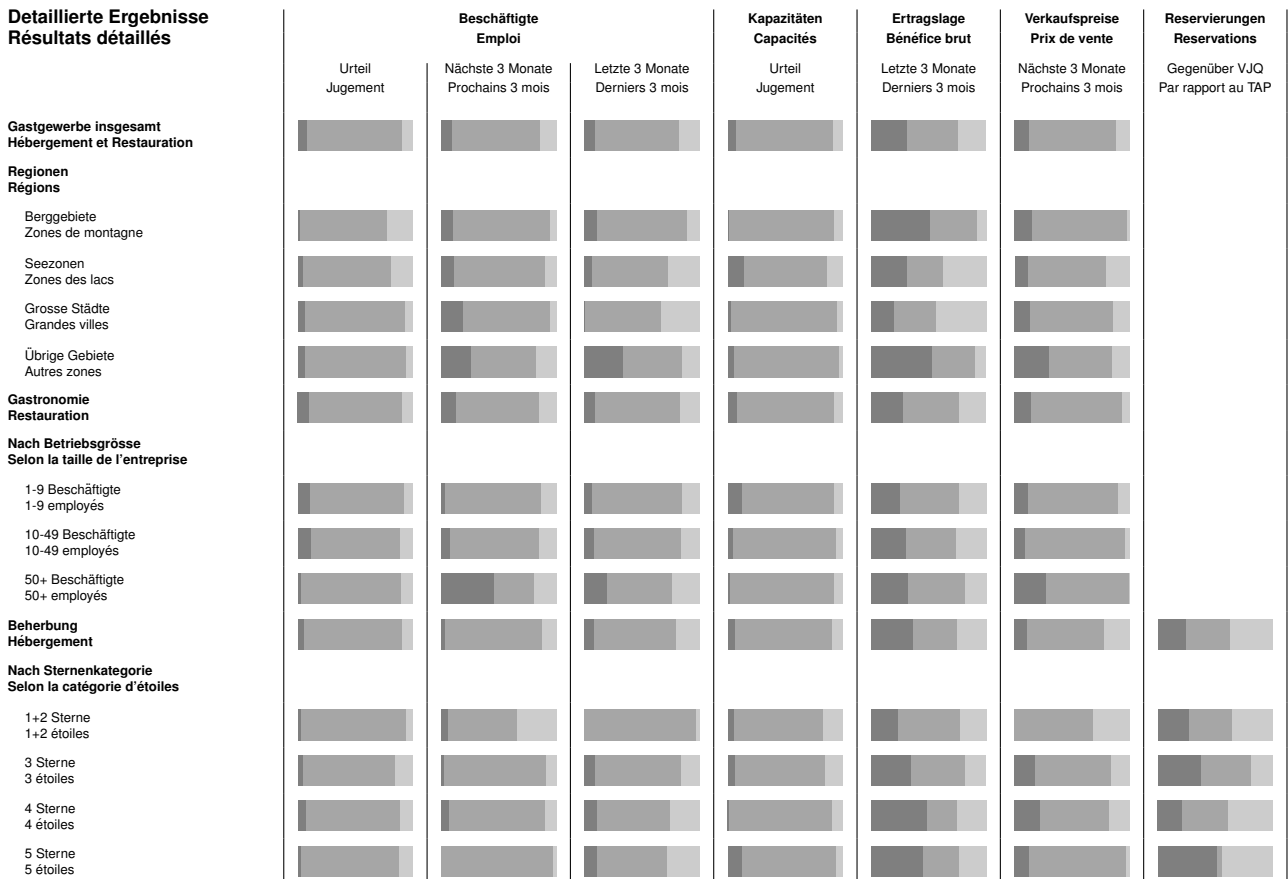 Detaillierte Ergebnisse
Résultats détaillés
Beschäftigte
Emploi
Kapazitäten
Capacités
Ertragslage
Bénéfice brut
Verkaufspreise
Prix de vente
Reservierungen
Reservations
Urteil
Jugement
Nächste 3 Monate
Prochains 3 mois
Letzte 3 Monate
Derniers 3 mois
Urteil
Jugement
Letzte 3 Monate
Derniers 3 mois
Nächste 3 Monate
Prochains 3 mois
Gegenüber VJQ
Par rapport au TAP
Gastgewerbe insgesamt
Hébergement et Restauration
Regionen
Régions
Berggebiete
Zones de montagne
Seezonen
Zones des lacs
Grosse Städte
Grandes villes
Übrige Gebiete
Autres zones
Gastronomie
Restauration
Nach Betriebsgrösse
Selon la taille de l'entreprise
1-9 Beschäftigte
1-9 employés
10-49 Beschäftigte
10-49 employés
50+ Beschäftigte
50+ employés
Beherbung
Hébergement
Nach Sternenkategorie
Selon la catégorie d'étoiles
1+2 Sterne
1+2 étoiles
3 Sterne
3 étoiles
4 Sterne
4 étoiles
5 Sterne
5 étoiles